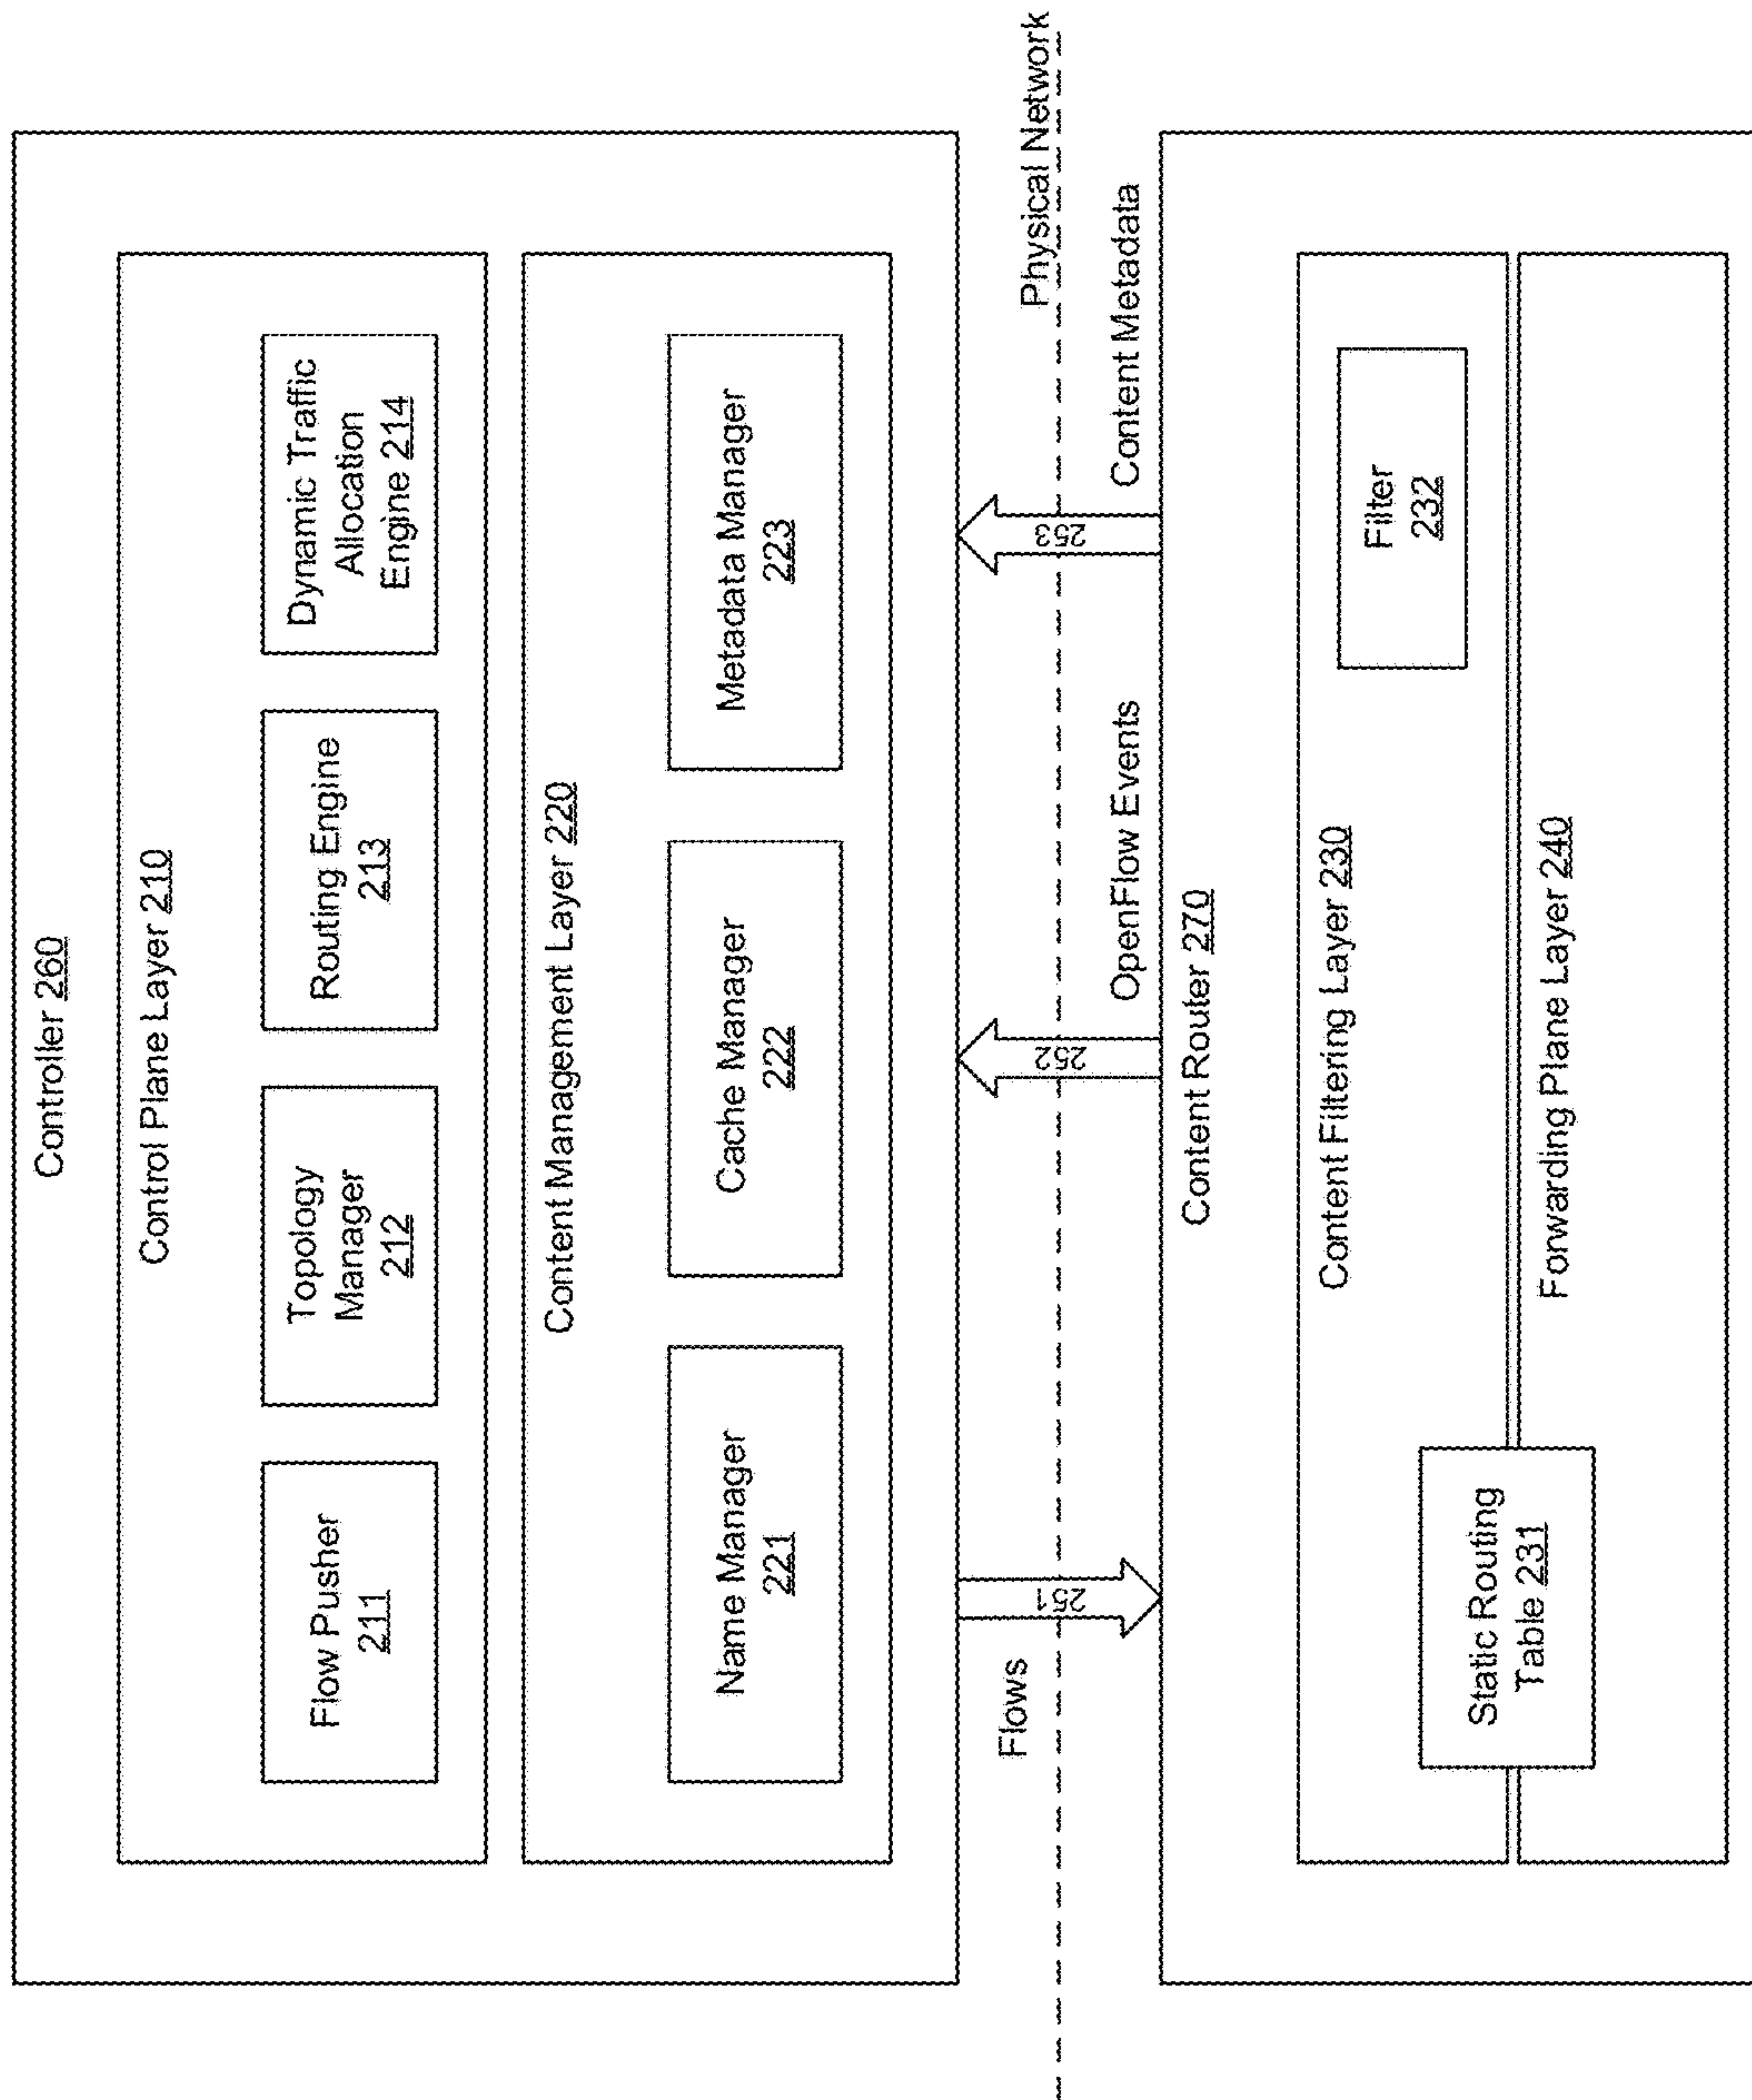 Controller 260
Control Plane Layer 210
Flow Pusher
211
Topology
Manager
212
Routing Engine
213
Dynamic Traffic
Allocation
Engine 214
Content Management Layer 220
Name Manager
221
Cache Manager
222
Metadata Manager
223
Flows
251
252
OpenFlow Events
253
Content Metadata
Physical Network
Content Router 270
Content Filtering Layer 230
Static Routing
Table 231
Filter
232
Forwarding Plane Layer 240